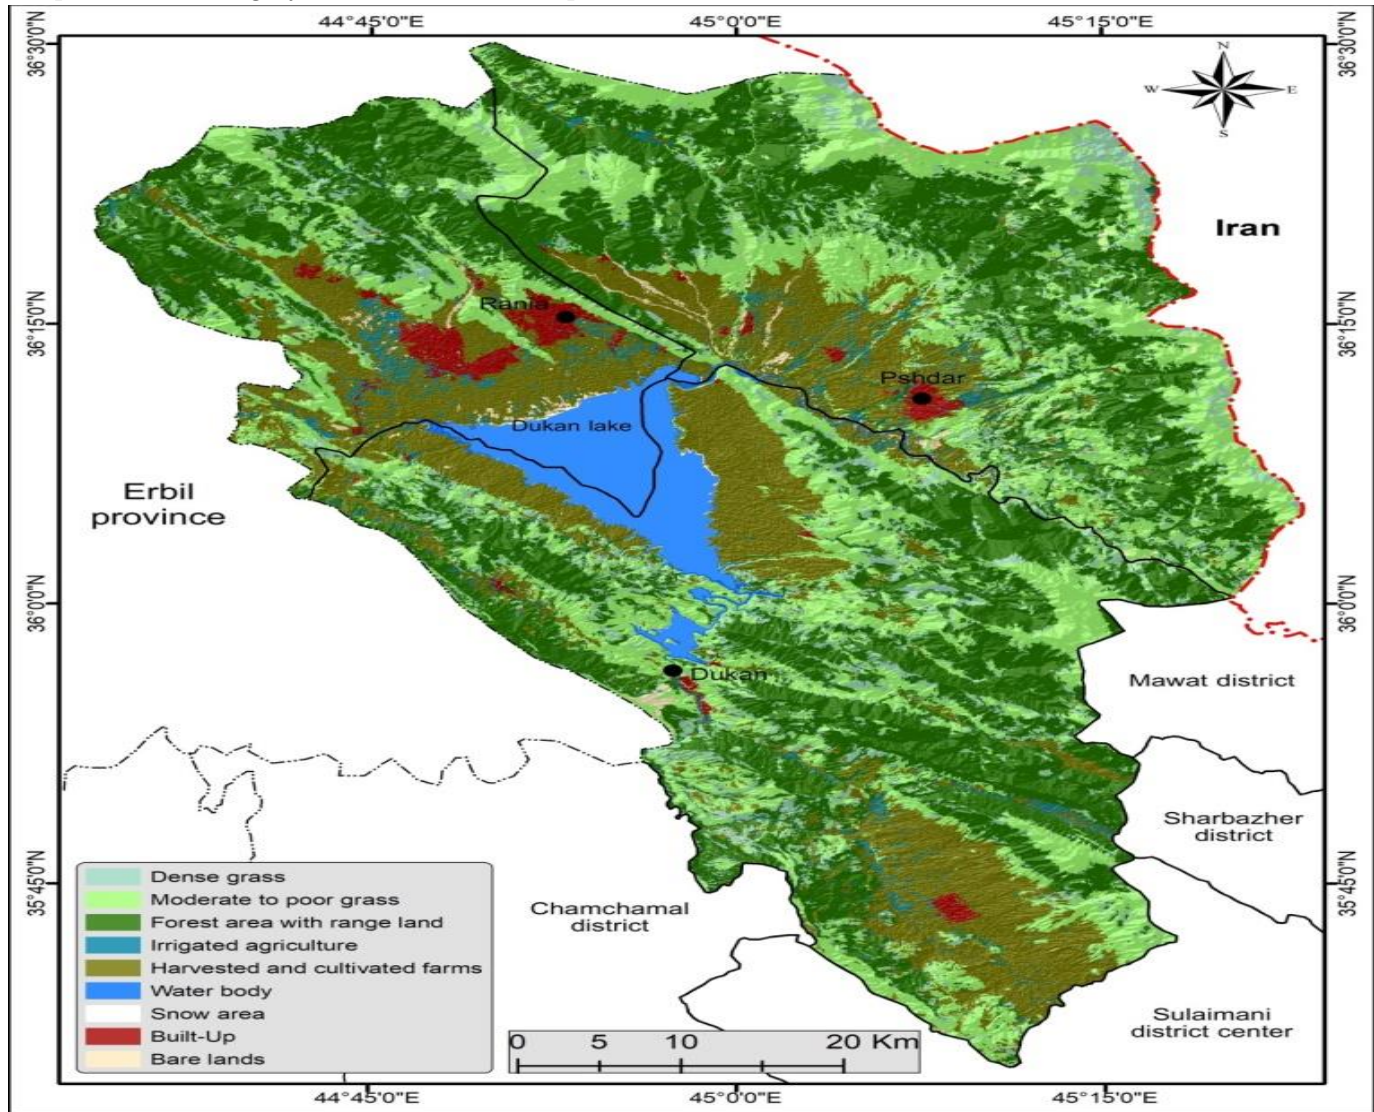 44°45'0"E 45°0'0"E 45°15'0"E
36°30'0"N
36°30'0"N
N
W E
S
Iran
36°15'0"N
36°15'0"N
Rania
Pshdar
Dukan lake
Erbil
province
36°0'0"N
36°0'0"N
Dukan
Mawat district
Sharbazher
district
35°45'0"N
35°45'0"N
Chamchamal
district
Sulaimani
district center
Dense grass
Moderate to poor grass
Forest area with range land
Irrigated agriculture
Harvested and cultivated farms
Water body
Snow area
Built-Up
Bare lands
0 5 10 20 Km
44°45'0"E 45°0'0"E 45°15'0"E